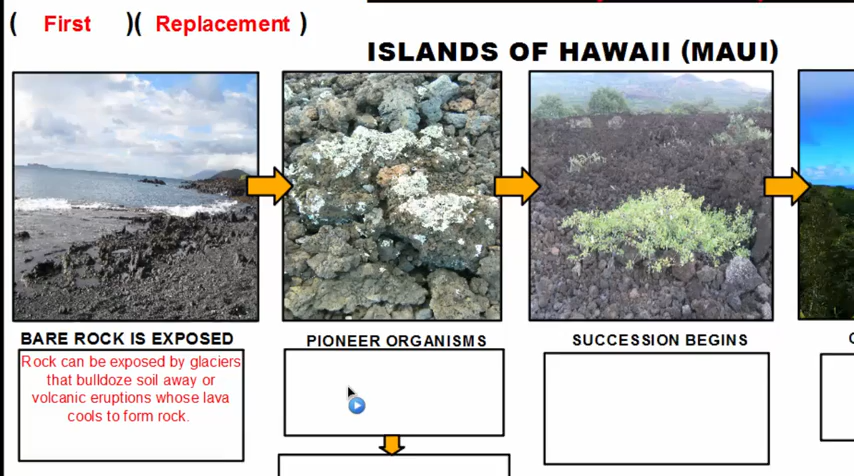 ( First )( Replacement )
ISLANDS OF HAWAII (MAUI)
BARE ROCK IS EXPOSED
PIONEER ORGANISMS
SUCCESSION BEGINS
Rock can be exposed by glaciers
that bulldoze soil away or
volcanic eruptions whose lava
cools to form rock.